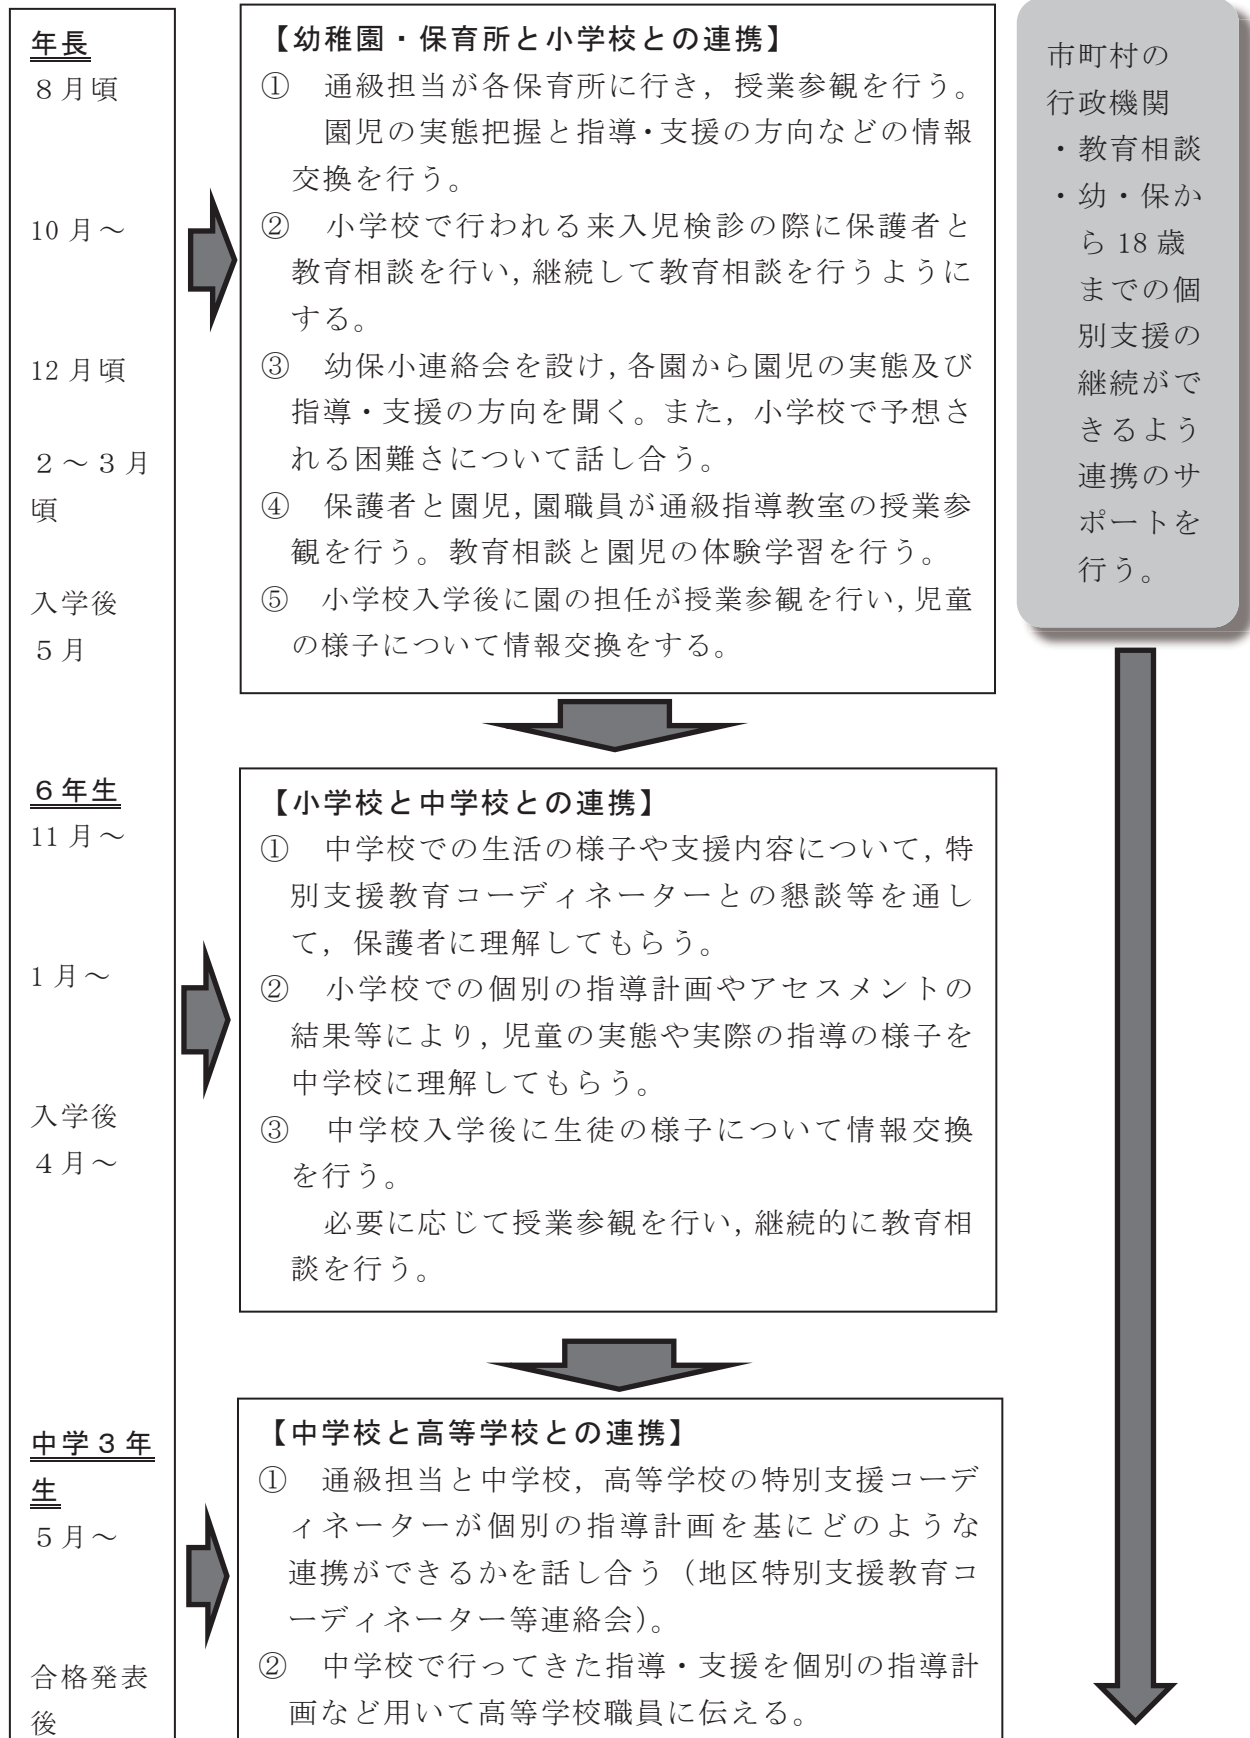 年長
８月頃
10 月～
12 月頃
２～３月
頃
入学後
５月
【幼稚園・保育所と小学校との連携】
①　通級担当が各保育所に行き，授業参観を行う。
園児の実態把握と指導・支援の方向などの情報
交換を行う。
②　小学校で行われる来入児検診の際に保護者と
教育相談を行い，継続して教育相談を行うように
する。
③　幼保小連絡会を設け，各園から園児の実態及び
指導・支援の方向を聞く。また，小学校で予想さ
れる困難さについて話し合う。
④　保護者と園児，園職員が通級指導教室の授業参
観を行う。教育相談と園児の体験学習を行う。
⑤　小学校入学後に園の担任が授業参観を行い，児童
の様子について情報交換をする。
市町村の
行政機関
・教育相談
・幼・保か
ら 18 歳
までの個
別支援の
継続がで
きるよう
連携のサ
ポートを
行う。
６年生
11 月～
1 月～
入学後
４月～
【小学校と中学校との連携】
①　中学校での生活の様子や支援内容について，特
別支援教育コーディネーターとの懇談等を通し
て，保護者に理解してもらう。
②　小学校での個別の指導計画やアセスメントの
結果等により，児童の実態や実際の指導の様子を
中学校に理解してもらう。
③　中学校入学後に生徒の様子について情報交換
を行う。
必要に応じて授業参観を行い，継続的に教育相
談を行う。
中学３年
生
５月～
合格発表
後
【中学校と高等学校との連携】
①　通級担当と中学校，高等学校の特別支援コーデ
ィネーターが個別の指導計画を基にどのような
連携ができるかを話し合う（地区特別支援教育コ
ーディネーター等連絡会）。
②　中学校で行ってきた指導・支援を個別の指導計
画など用いて高等学校職員に伝える。